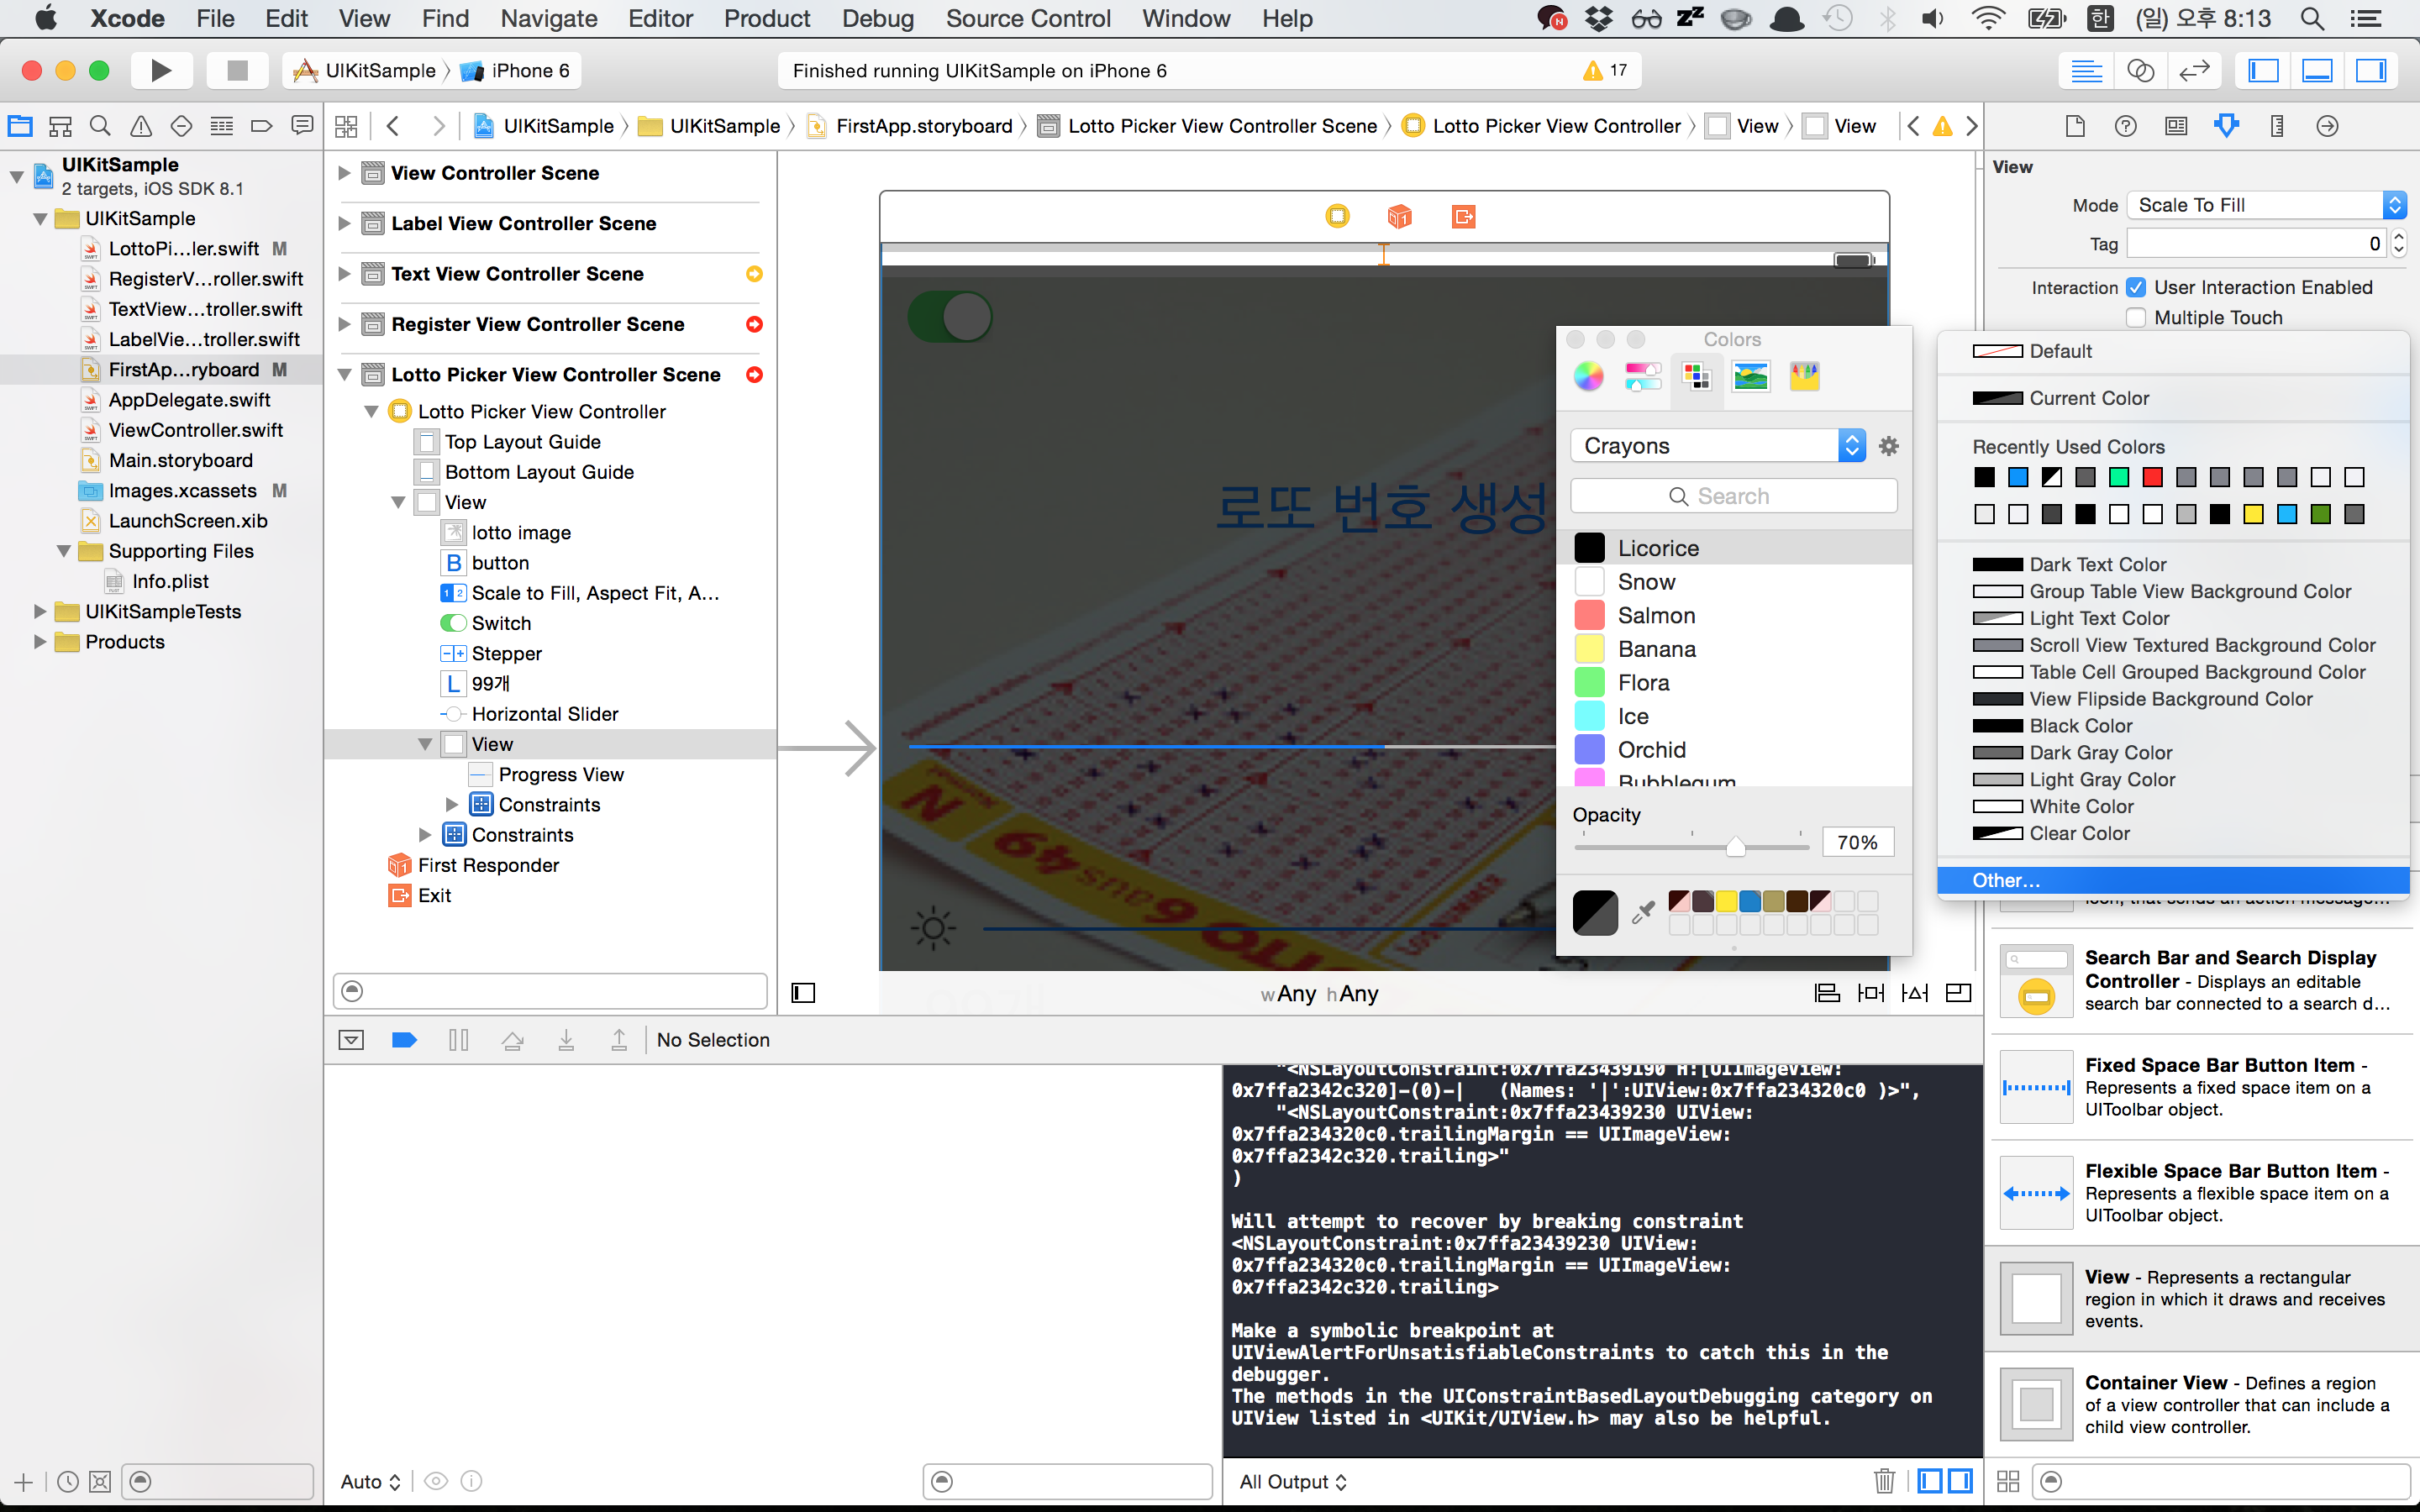 Xcode File Edit View Find Navigate Editor Product Debug Source Control Window Help
한 (일) 오후 8:13
UIKitSample iPhone 6
Finished running UIKitSample on iPhone 6
17
UIKitSample
2 targets, iOS SDK 8.1
UIKitSample
LottoPi...ler.swift M
RegisterV...roller.swift
TextView...troller.swift
LabelVie...troller.swift
FirstAp...ryboard M
AppDelegate.swift
ViewController.swift
Main.storyboard
Images.xcassets M
LaunchScreen.xib
Supporting Files
Info.plist
UIKitSampleTests
Products
UIKitSample UIKitSample FirstApp.storyboard Lotto Picker View Controller Scene Lotto Picker View Controller View View
View Controller Scene
Label View Controller Scene
Text View Controller Scene
Register View Controller Scene
Lotto Picker View Controller Scene
Lotto Picker View Controller
Top Layout Guide
Bottom Layout Guide
View
lotto image
B button
1 2 Scale to Fill, Aspect Fit, A...
Switch
Stepper
L 99개
Horizontal Slider
View
Progress View
Constraints
Constraints
First Responder
Exit
로또 번호 생성
wAny hAny
Colors
Crayons
Search
Licorice
Snow
Salmon
Banana
Flora
Ice
Orchid
Bubblegum
Opacity
70%
View
Mode Scale To Fill
Tag 0
Interaction User Interaction Enabled
Multiple Touch
Default
Current Color
Recently Used Colors
Dark Text Color
Group Table View Background Color
Light Text Color
Scroll View Textured Background Color
Table Cell Grouped Background Color
View Flipside Background Color
Black Color
Dark Gray Color
Light Gray Color
White Color
Clear Color
Other...
icon, that sends an action message...
Search Bar and Search Display
Controller - Displays an editable
search bar connected to a search d...
Fixed Space Bar Button Item -
Represents a fixed space item on a
UIToolbar object.
Flexible Space Bar Button Item -
Represents a flexible space item on a
UIToolbar object.
View - Represents a rectangular
region in which it draws and receives
events.
Container View - Defines a region
of a view controller that can include a
child view controller.
No Selection
"<NSLayoutConstraint:0x7ffa23439190 H:[UIImageView:
0x7ffa2342c320]-(0)-|   (Names: '|':UIView:0x7ffa234320c0 )>",
"<NSLayoutConstraint:0x7ffa23439230 UIView:
0x7ffa234320c0.trailingMargin == UIImageView:
0x7ffa2342c320.trailing>"
)
Will attempt to recover by breaking constraint
<NSLayoutConstraint:0x7ffa23439230 UIView:
0x7ffa234320c0.trailingMargin == UIImageView:
0x7ffa2342c320.trailing>
Make a symbolic breakpoint at
UIViewAlertForUnsatisfiableConstraints to catch this in the
debugger.
The methods in the UIConstraintBasedLayoutDebugging category on
UIView listed in <UIKit/UIView.h> may also be helpful.
Auto
All Output